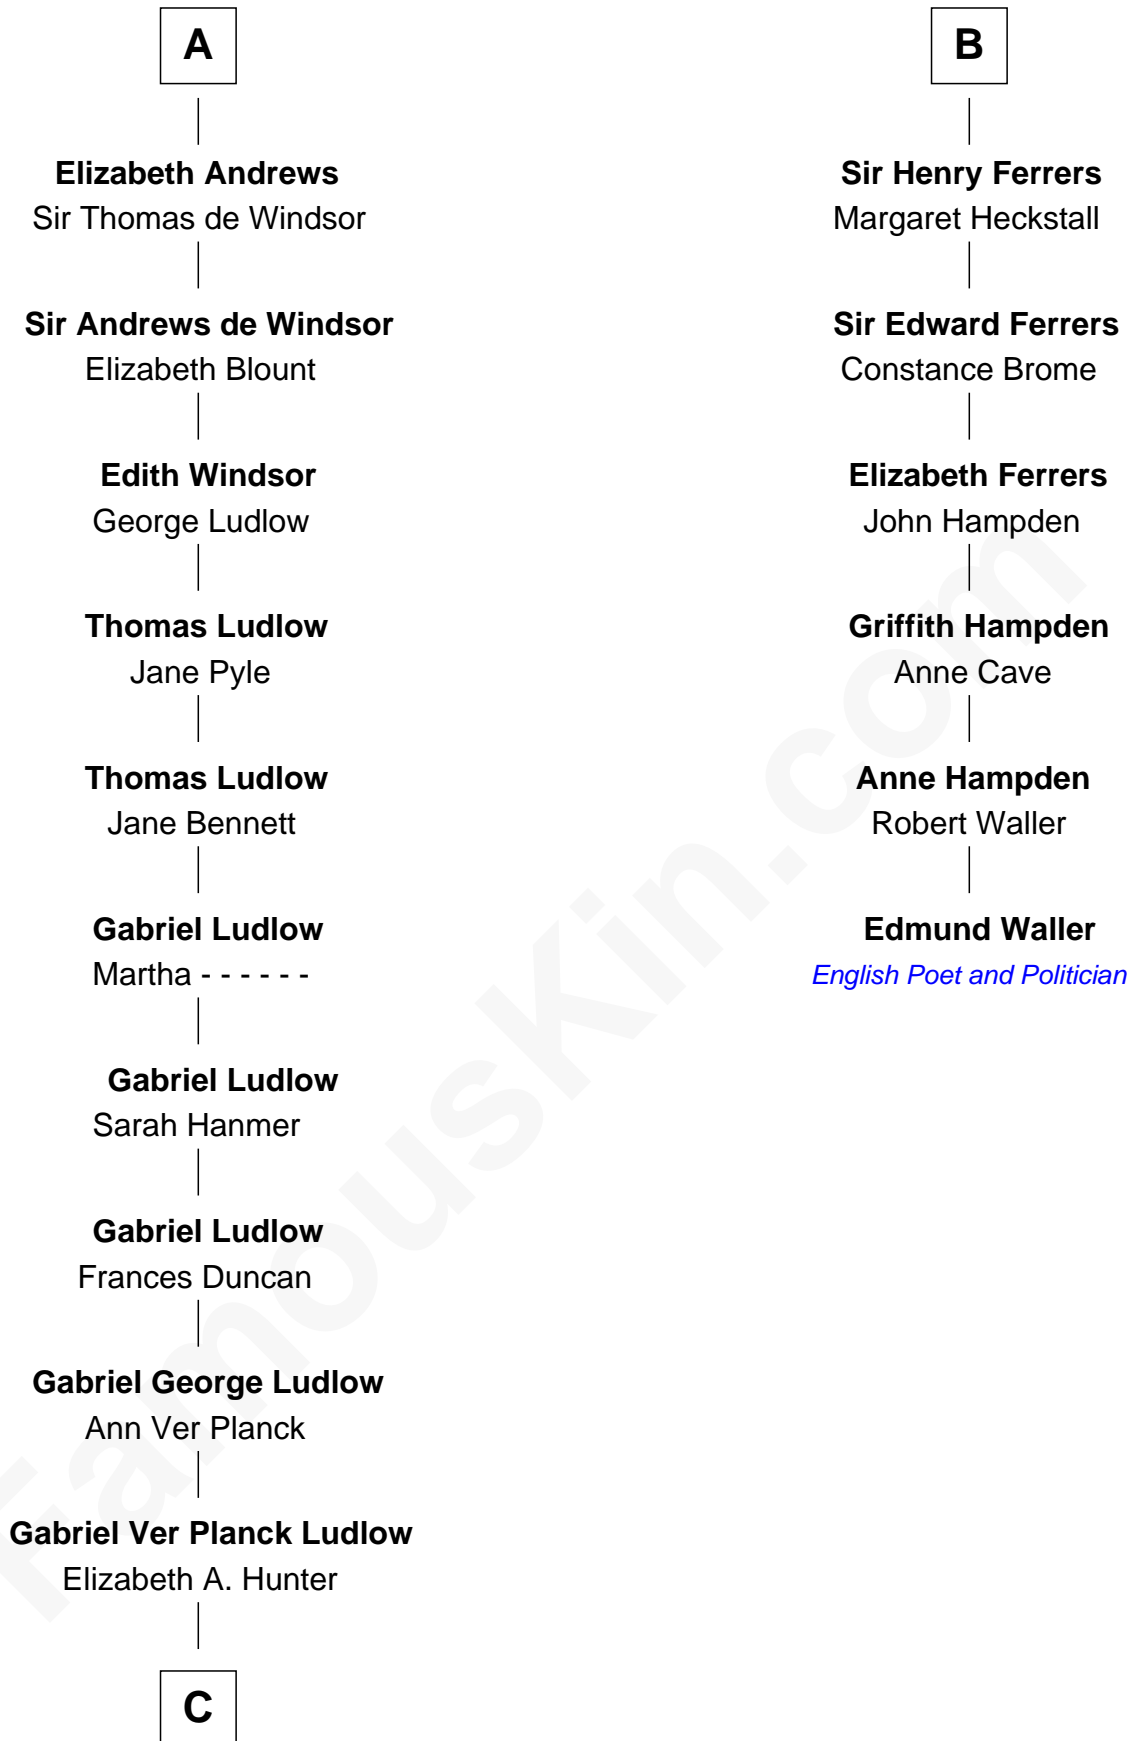 A
Elizabeth Andrews
Sir Thomas de Windsor
Sir Andrews de Windsor
Elizabeth Blount
Edith Windsor
George Ludlow
Thomas Ludlow
Jane Pyle
Thomas Ludlow
Jane Bennett
Gabriel Ludlow
Martha - - - - - -
Gabriel Ludlow
Sarah Hanmer
Gabriel Ludlow
Frances Duncan
Gabriel George Ludlow
Ann Ver Planck
Gabriel Ver Planck Ludlow
Elizabeth A. Hunter
C
B
Sir Henry Ferrers
Margaret Heckstall
Sir Edward Ferrers
Constance Brome
Elizabeth Ferrers
John Hampden
Griffith Hampden
Anne Cave
Anne Hampden
Robert Waller
Edmund Waller
English Poet and Politician
FamousKin.com